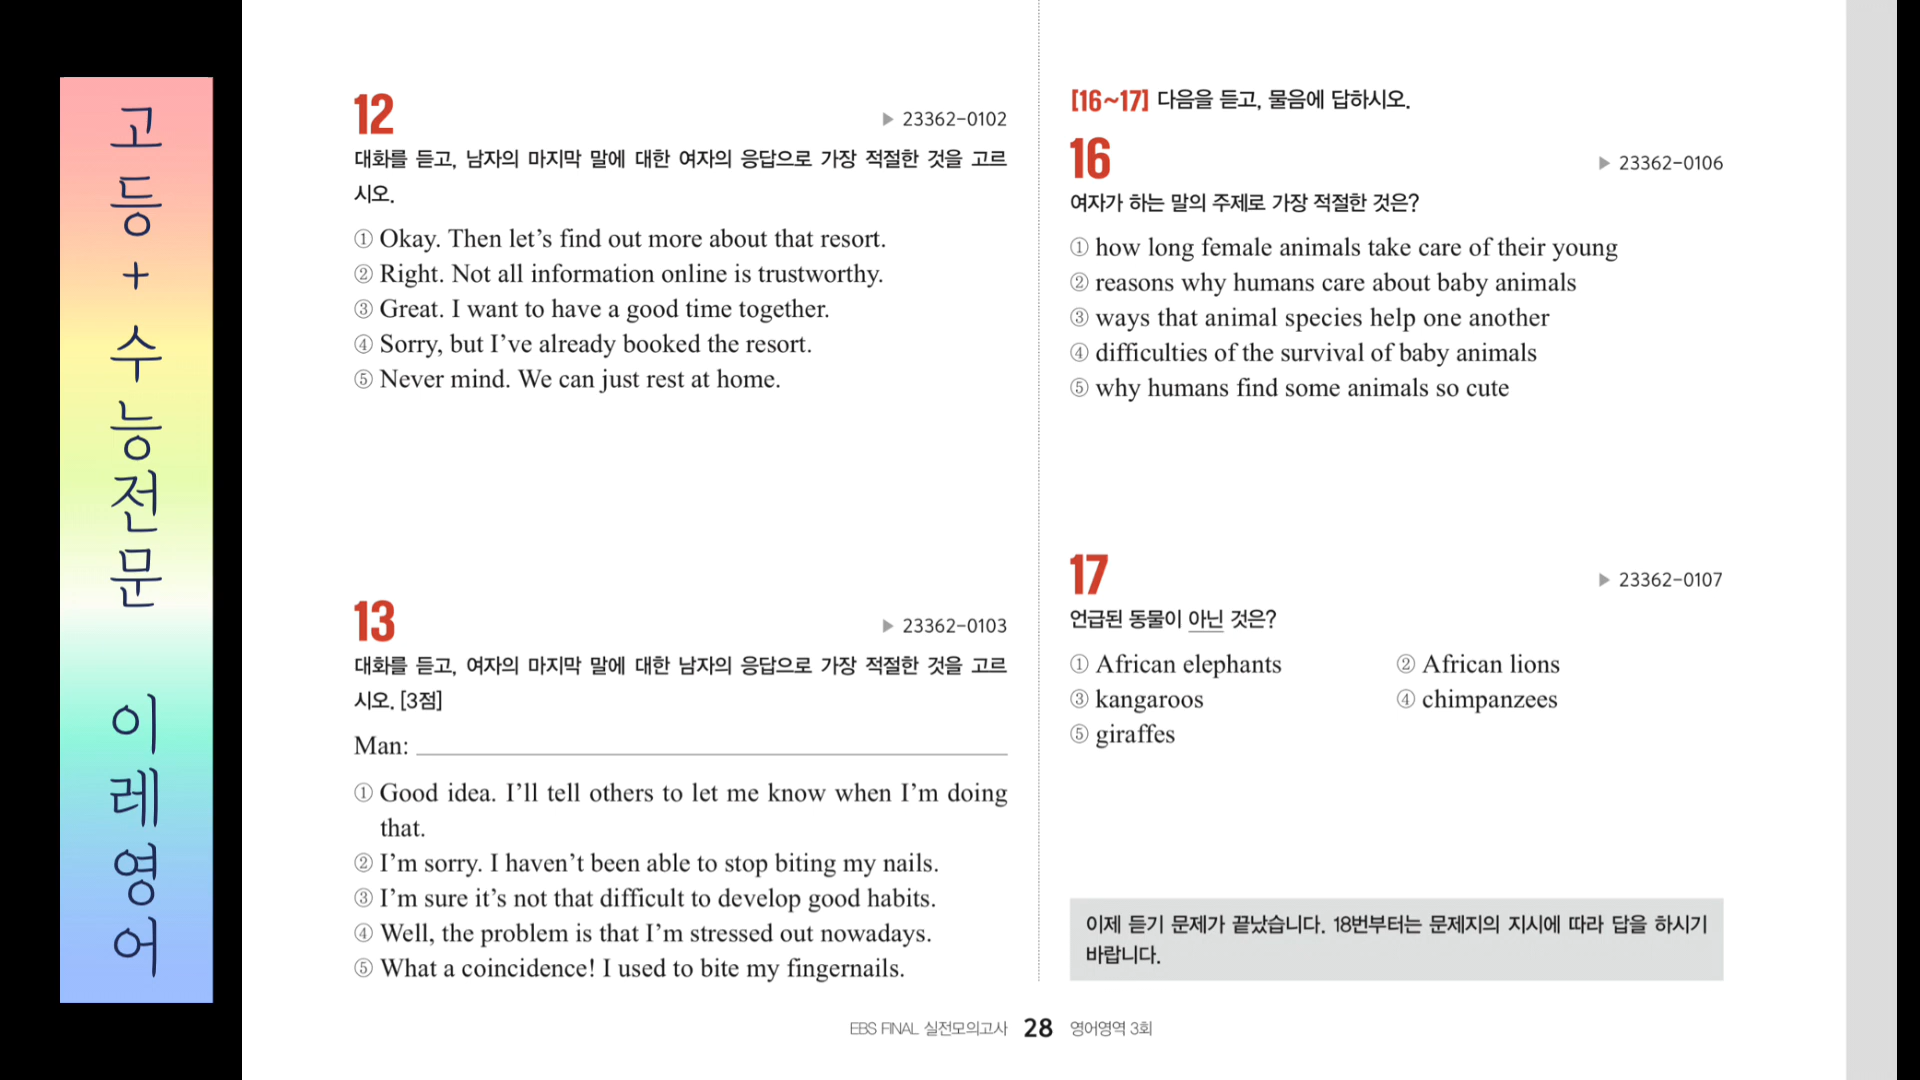 고등+수능전문 이레영어
12
▶ 23362-0102
대화를 듣고, 남자의 마지막 말에 대한 여자의 응답으로 가장 적절한 것을 고르
시오.
① Okay. Then let's find out more about that resort.
② Right. Not all information online is trustworthy.
③ Great. I want to have a good time together.
④ Sorry, but I've already booked the resort.
⑤ Never mind. We can just rest at home.
13
▶ 23362-0103
대화를 듣고, 여자의 마지막 말에 대한 남자의 응답으로 가장 적절한 것을 고르
시오. [3점]
Man:
① Good idea. I'll tell others to let me know when I'm doing
that.
② I'm sorry. I haven't been able to stop biting my nails.
③ I'm sure it's not that difficult to develop good habits.
④ Well, the problem is that I'm stressed out nowadays.
⑤ What a coincidence! I used to bite my fingernails.
[16~17] 다음을 듣고, 물음에 답하시오.
16
▶ 23362-0106
여자가 하는 말의 주제로 가장 적절한 것은?
① how long female animals take care of their young
② reasons why humans care about baby animals
③ ways that animal species help one another
④ difficulties of the survival of baby animals
⑤ why humans find some animals so cute
17
▶ 23362-0107
언급된 동물이 아닌 것은?
① African elephants ② African lions
③ kangaroos ④ chimpanzees
⑤ giraffes
이제 듣기 문제가 끝났습니다. 18번부터는 문제지의 지시에 따라 답을 하시기
바랍니다.
EBS FINAL 실전모의고사 28 영어영역 3회